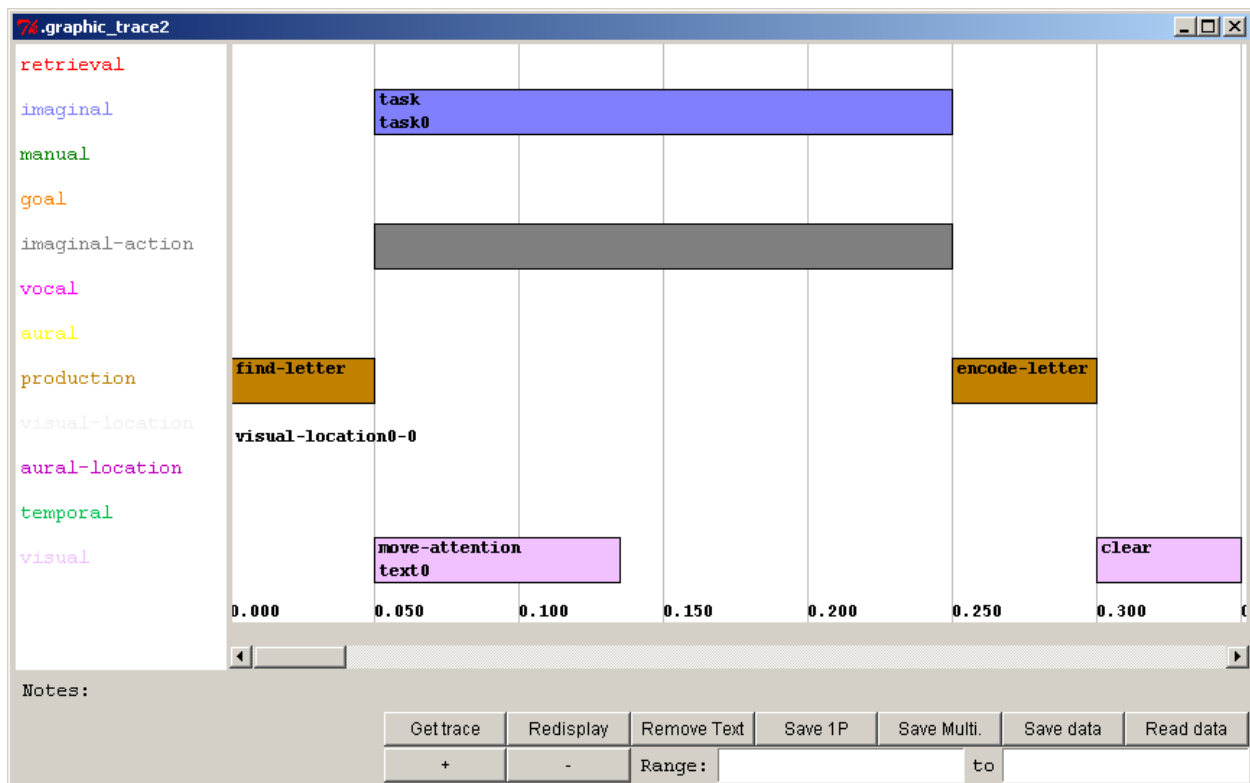 .graphic_trace2
retrieval
imaginal
task
task0
manual
goal
imaginal-action
vocal
aural
production
find-letter
encode-letter
visual-location
visual-location0-0
aural-location
temporal
visual
move-attention
text0
clear
0.000 0.050 0.100 0.150 0.200 0.250 0.300
Notes:
Get trace Redisplay Remove Text Save 1P Save Multi. Save data Read data
+ - Range: to